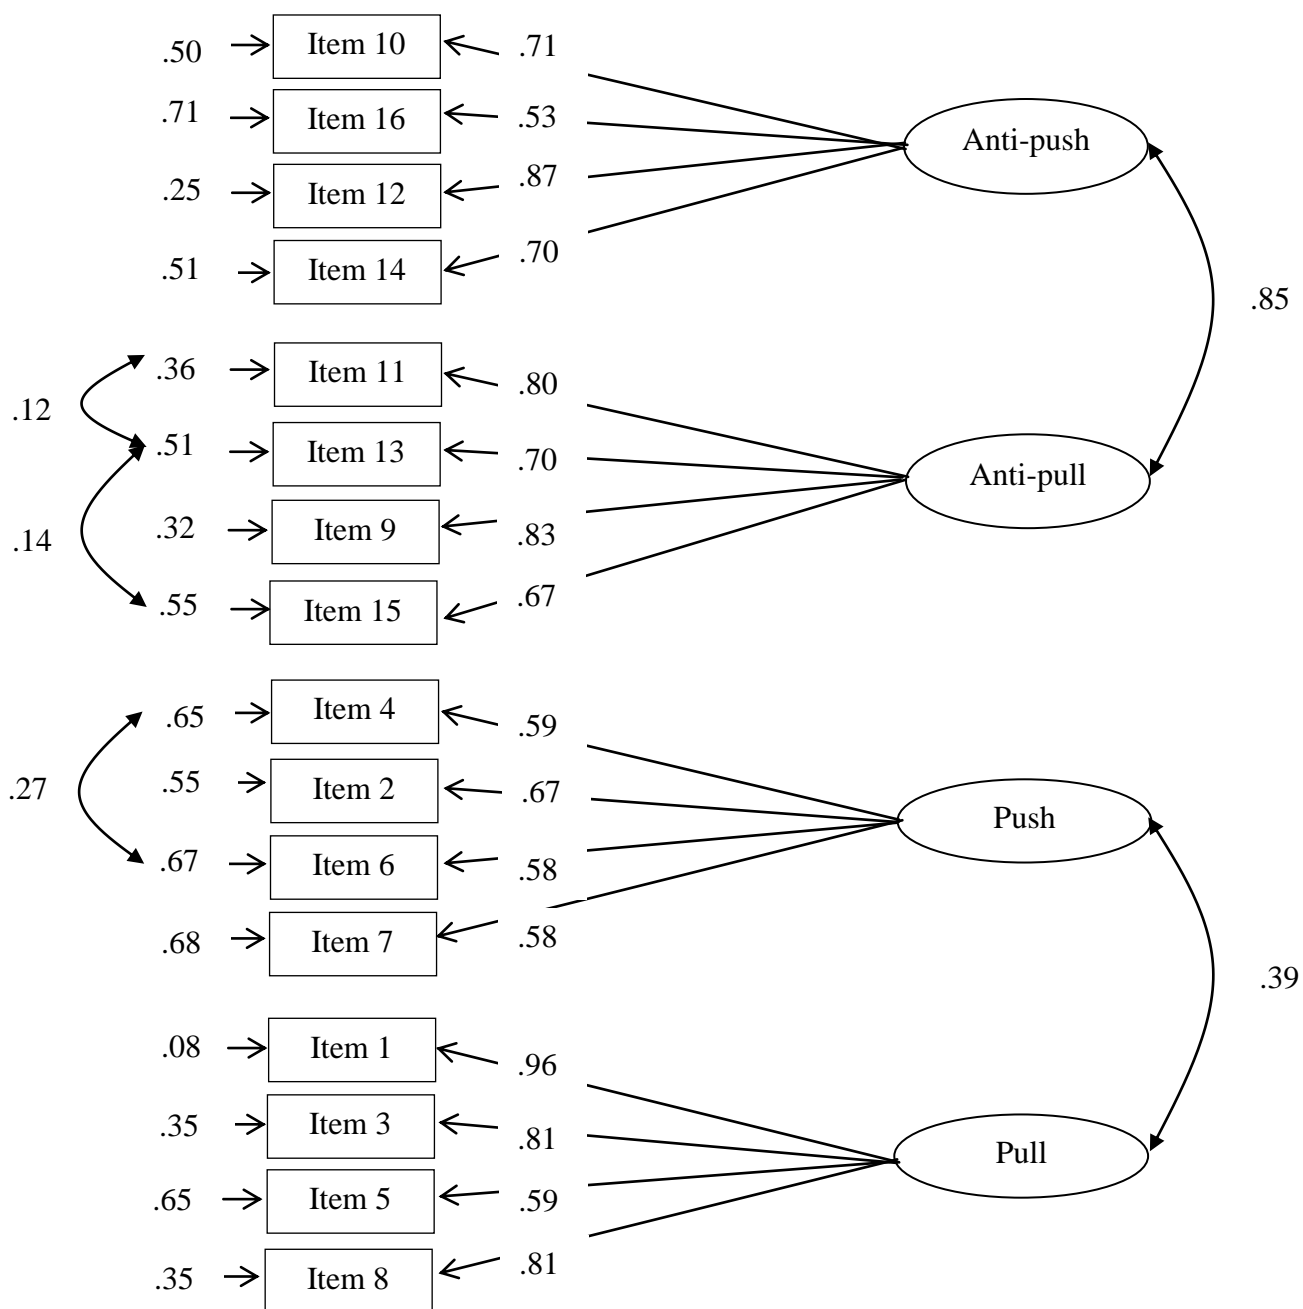 .50 Item 10 .71
.71 Item 16 .53 Anti-push
.25 Item 12 .87
.51 Item 14 .70
.85
.36 Item 11 .80
.12
.51 Item 13 .70 Anti-pull
.14
.32 Item 9 .83
.55 Item 15 .67
.65 Item 4 .59
.27
.55 Item 2 .67 Push
.67 Item 6 .58
.68 Item 7 .58
.39
.08 Item 1 .96
.35 Item 3 .81 Pull
.65 Item 5 .59
.35 Item 8 .81